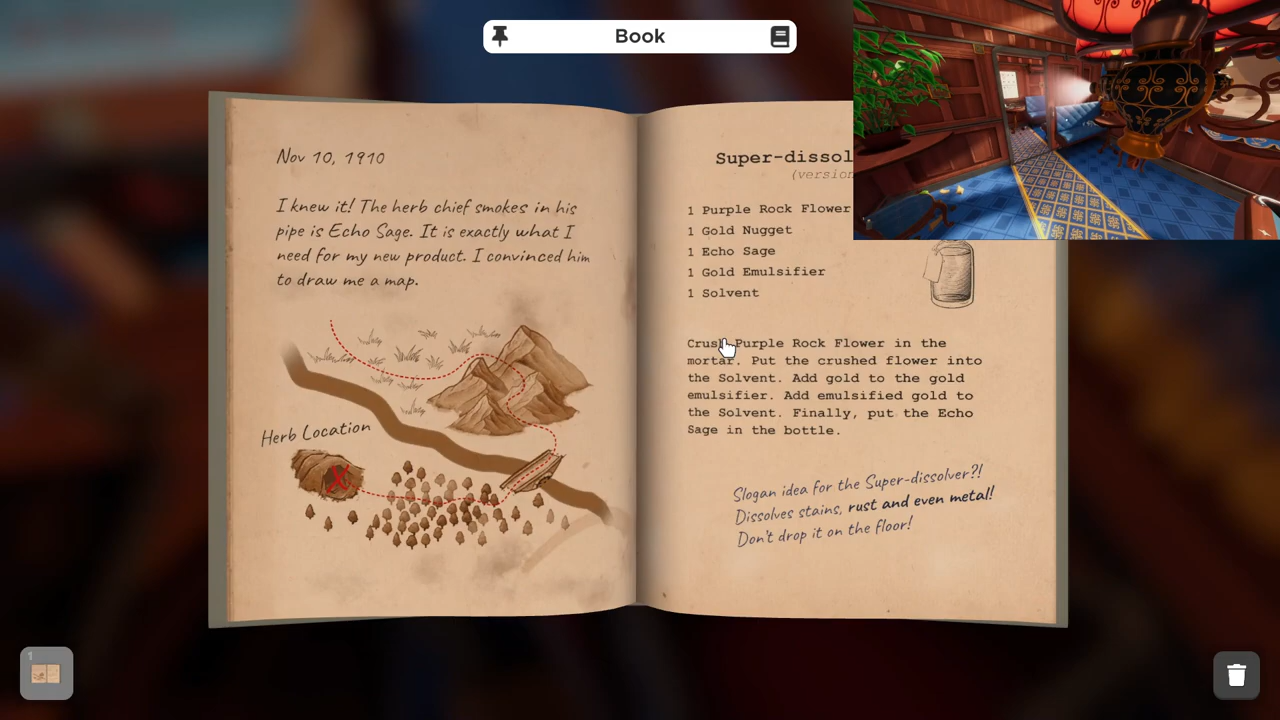 Book
Nov 10, 1910
I knew it! The herb chief smokes in his
pipe is Echo Sage. It is exactly what I
need for my new product. I convinced him
to draw me a map.
Herb Location
1 Purple Rock Flower
1 Gold Nugget
1 Echo Sage
1 Gold Emulsifier
1 Solvent
Crush Purple Rock Flower in the
mortar. Put the crushed flower into
the Solvent. Add gold to the gold
emulsifier. Add emulsified gold to
the Solvent. Finally, put the Echo
Sage in the bottle.
Slogan idea for the Super-dissolver?!
Dissolves stains, rust and even metal!
Don't drop it on the floor!
1